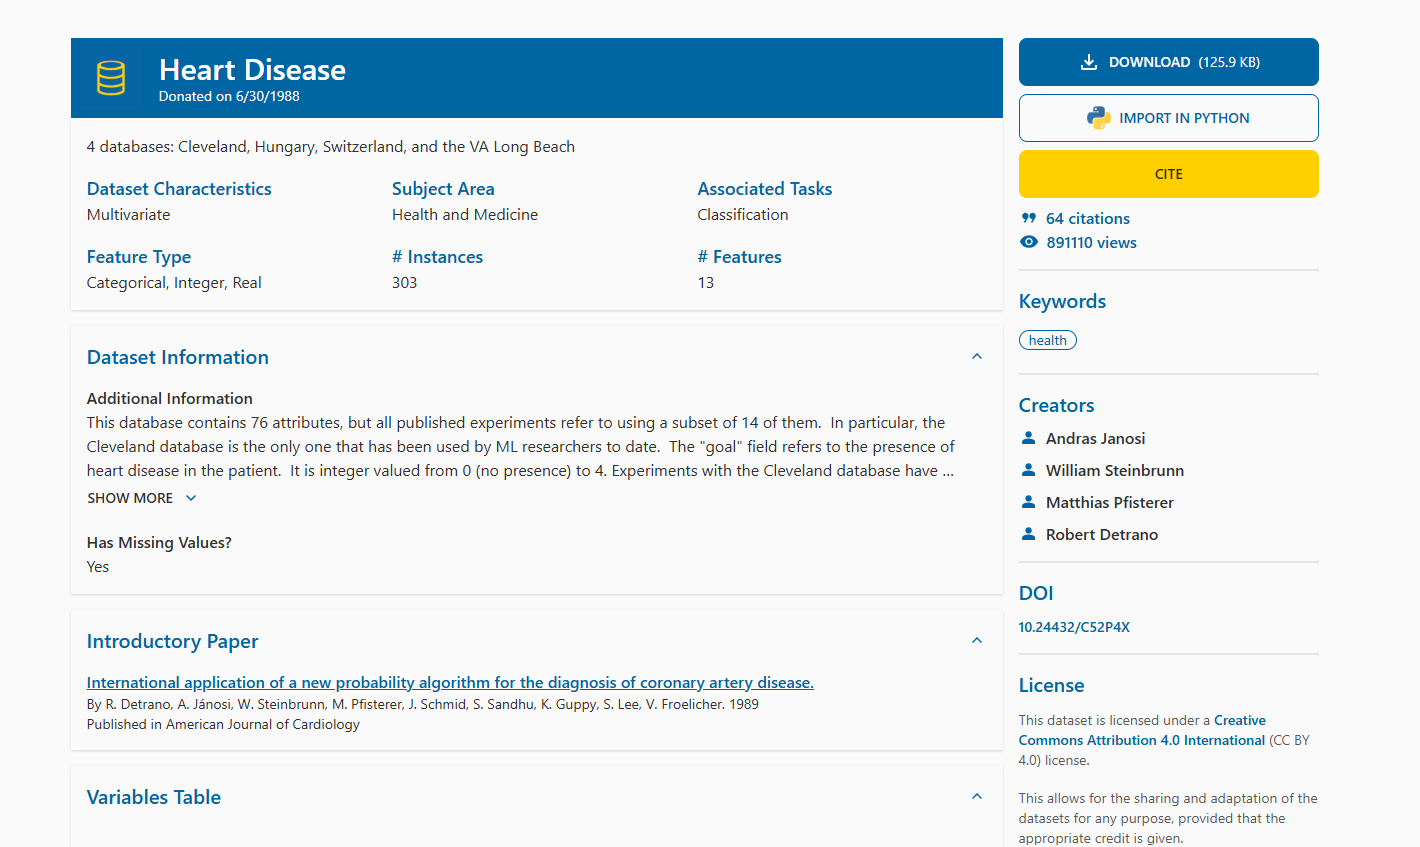 Heart Disease
Donated on 6/30/1988
4 databases: Cleveland, Hungary, Switzerland, and the VA Long Beach
Dataset Characteristics
Multivariate
Subject Area
Health and Medicine
Associated Tasks
Classification
Feature Type
Categorical, Integer, Real
# Instances
303
# Features
13
Dataset Information
Additional Information
This database contains 76 attributes, but all published experiments refer to using a subset of 14 of them.  In particular, the
Cleveland database is the only one that has been used by ML researchers to date.  The "goal" field refers to the presence of
heart disease in the patient.  It is integer valued from 0 (no presence) to 4. Experiments with the Cleveland database have ...
SHOW MORE
Has Missing Values?
Yes
Introductory Paper
International application of a new probability algorithm for the diagnosis of coronary artery disease.
By R. Detrano, A. Jánosi, W. Steinbrunn, M. Pfisterer, J. Schmid, S. Sandhu, K. Guppy, S. Lee, V. Froelicher. 1989
Published in American Journal of Cardiology
Variables Table
DOWNLOAD (125.9 KB)
IMPORT IN PYTHON
CITE
64 citations
891110 views
Keywords
health
Creators
Andras Janosi
William Steinbrunn
Matthias Pfisterer
Robert Detrano
DOI
10.24432/C52P4X
License
This dataset is licensed under a Creative
Commons Attribution 4.0 International (CC BY
4.0) license.
This allows for the sharing and adaptation of the
datasets for any purpose, provided that the
appropriate credit is given.